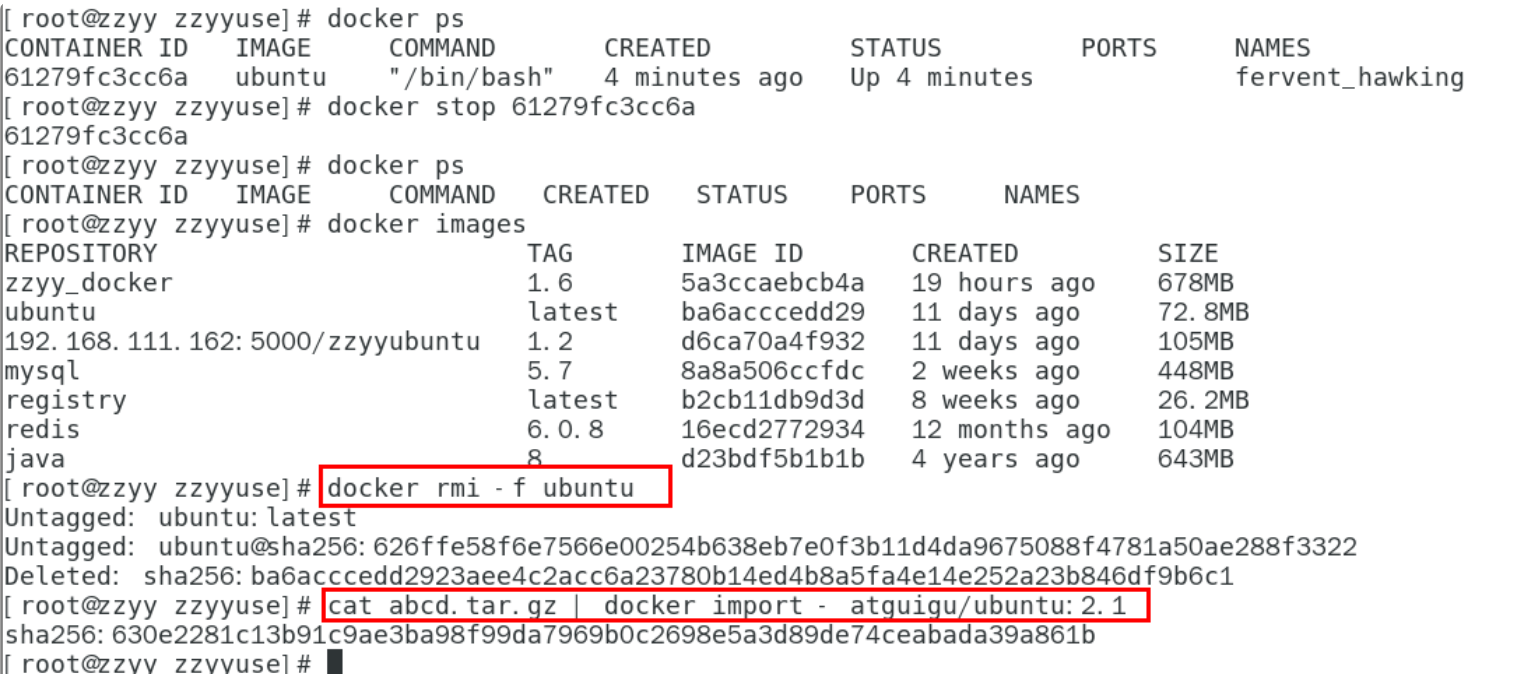 [ root@zzyy zzyyuse]# docker ps
CONTAINER ID   IMAGE     COMMAND       CREATED         STATUS         PORTS     NAMES
61279fc3cc6a   ubuntu    "/bin/bash"   4 minutes ago   Up 4 minutes             fervent_hawking
[ root@zzyy zzyyuse]# docker stop 61279fc3cc6a
61279fc3cc6a
[ root@zzyy zzyyuse]# docker ps
CONTAINER ID   IMAGE     COMMAND   CREATED   STATUS    PORTS     NAMES
[ root@zzyy zzyyuse]# docker images
REPOSITORY                        TAG       IMAGE ID       CREATED         SIZE
zzyy_docker                       1.6       5a3ccaebcb4a   19 hours ago    678MB
ubuntu                            latest    ba6acccedd29   11 days ago     72.8MB
192.168.111.162:5000/zzyyubuntu   1.2       d6ca70a4f932   11 days ago     105MB
mysql                             5.7       8a8a506ccfdc   2 weeks ago     448MB
registry                          latest    b2cb11db9d3d   8 weeks ago     26.2MB
redis                             6.0.8     16ecd2772934   12 months ago   104MB
java                              8         d23bdf5b1b1b   4 years ago     643MB
[ root@zzyy zzyyuse]# docker rmi -f ubuntu
Untagged: ubuntu:latest
Untagged: ubuntu@sha256:626ffe58f6e7566e00254b638eb7e0f3b11d4da9675088f4781a50ae288f3322
Deleted: sha256:ba6acccedd2923aee4c2acc6a23780b14ed4b8a5fa4e14e252a23b846df9b6c1
[ root@zzyy zzyyuse]# cat abcd.tar.gz | docker import - atguigu/ubuntu:2.1
sha256:630e2281c13b91c9ae3ba98f99da7969b0c2698e5a3d89de74ceabada39a861b
[ root@zzyy zzyyuse]#